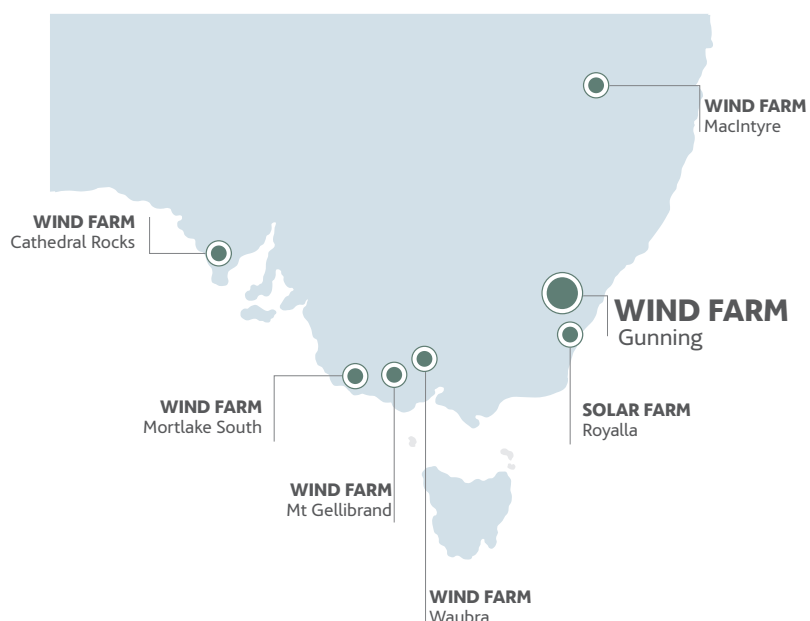 WIND FARM
MacIntyre
WIND FARM
Cathedral Rocks
WIND FARM
Gunning
WIND FARM
Mortlake South
SOLAR FARM
Royalla
WIND FARM
Mt Gellibrand
WIND FARM
Waubra